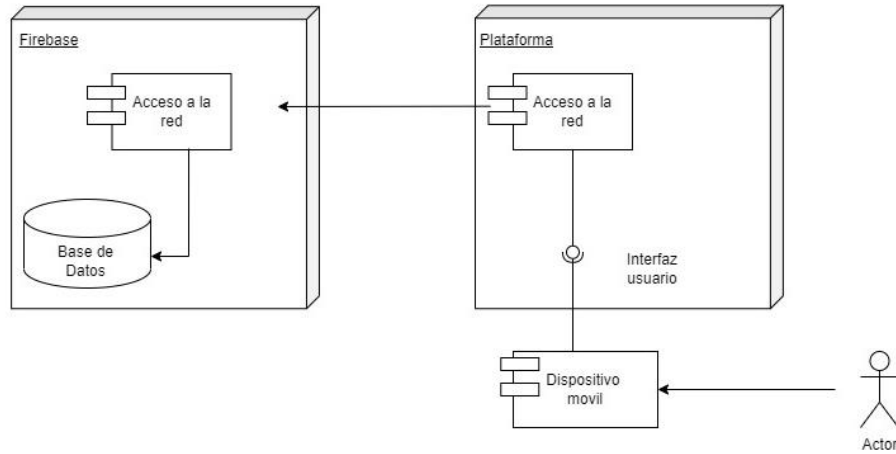 Firebase
Acceso a la
red
Base de
Datos
Plataforma
Acceso a la
red
Interfaz
usuario
Dispositivo
movil
Actor